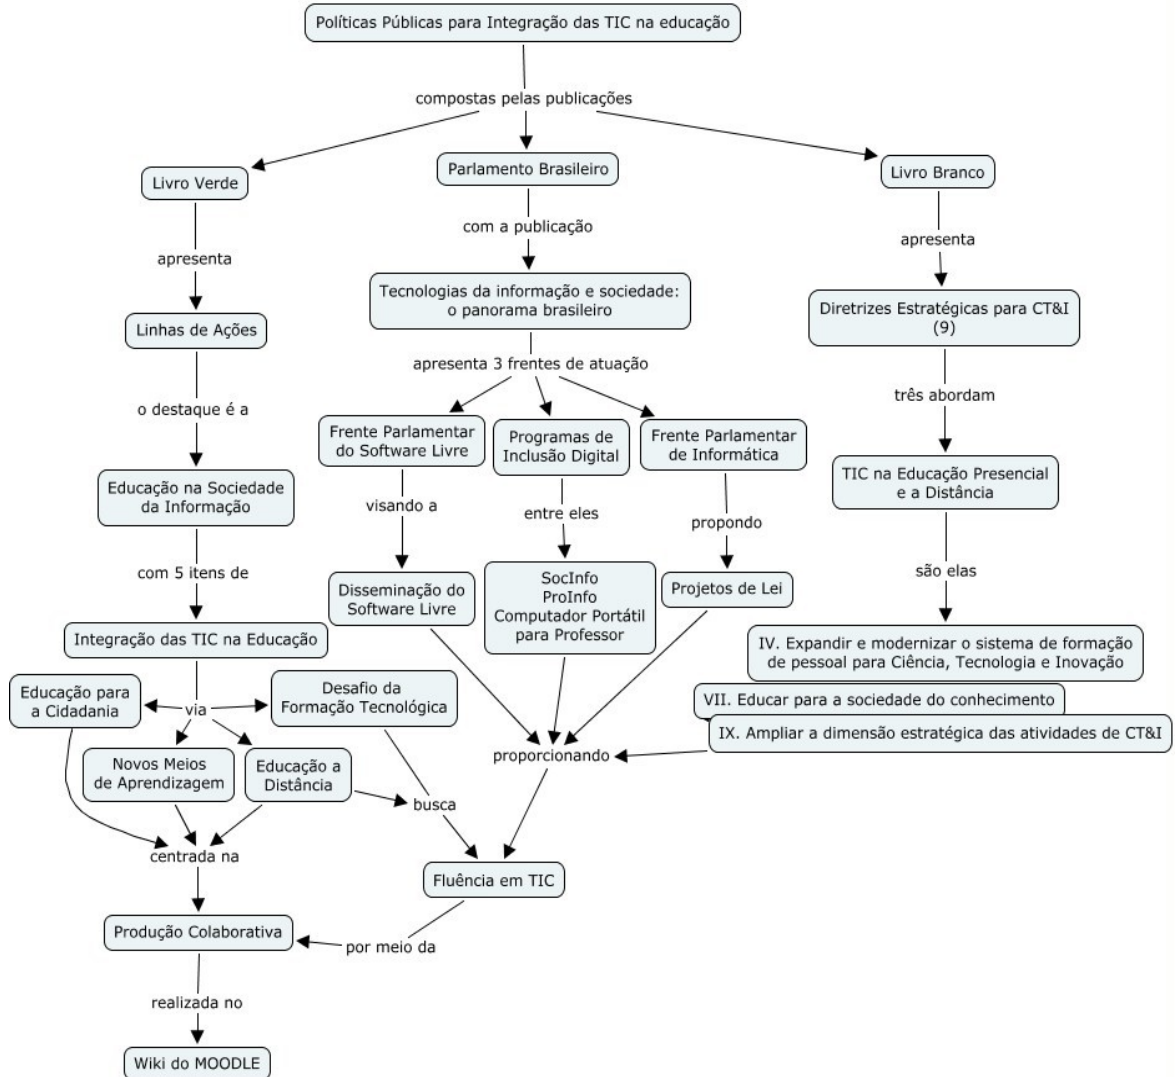 Políticas Públicas para Integração das TIC na educação
compostas pelas publicações
Livro Verde
Parlamento Brasileiro
Livro Branco
apresenta
com a publicação
apresenta
Linhas de Ações
Tecnologias da informação e sociedade:
o panorama brasileiro
Diretrizes Estratégicas para CT&I
(9)
o destaque é a
apresenta 3 frentes de atuação
três abordam
Educação na Sociedade
da Informação
Frente Parlamentar
do Software Livre
Programas de
Inclusão Digital
Frente Parlamentar
de Informática
TIC na Educação Presencial
e a Distância
com 5 itens de
visando a
entre eles
propondo
são elas
Integração das TIC na Educação
Disseminação do
Software Livre
SocInfo
ProInfo
Computador Portátil
para Professor
Projetos de Lei
IV. Expandir e modernizar o sistema de formação
de pessoal para Ciência, Tecnologia e Inovação
VII. Educar para a sociedade do conhecimento
IX. Ampliar a dimensão estratégica das atividades de CT&I
Educação para
a Cidadania
via
Desafio da
Formação Tecnológica
Novos Meios
de Aprendizagem
Educação a
Distância
busca
proporcionando
centrada na
Fluência em TIC
Produção Colaborativa
por meio da
realizada no
Wiki do MOODLE